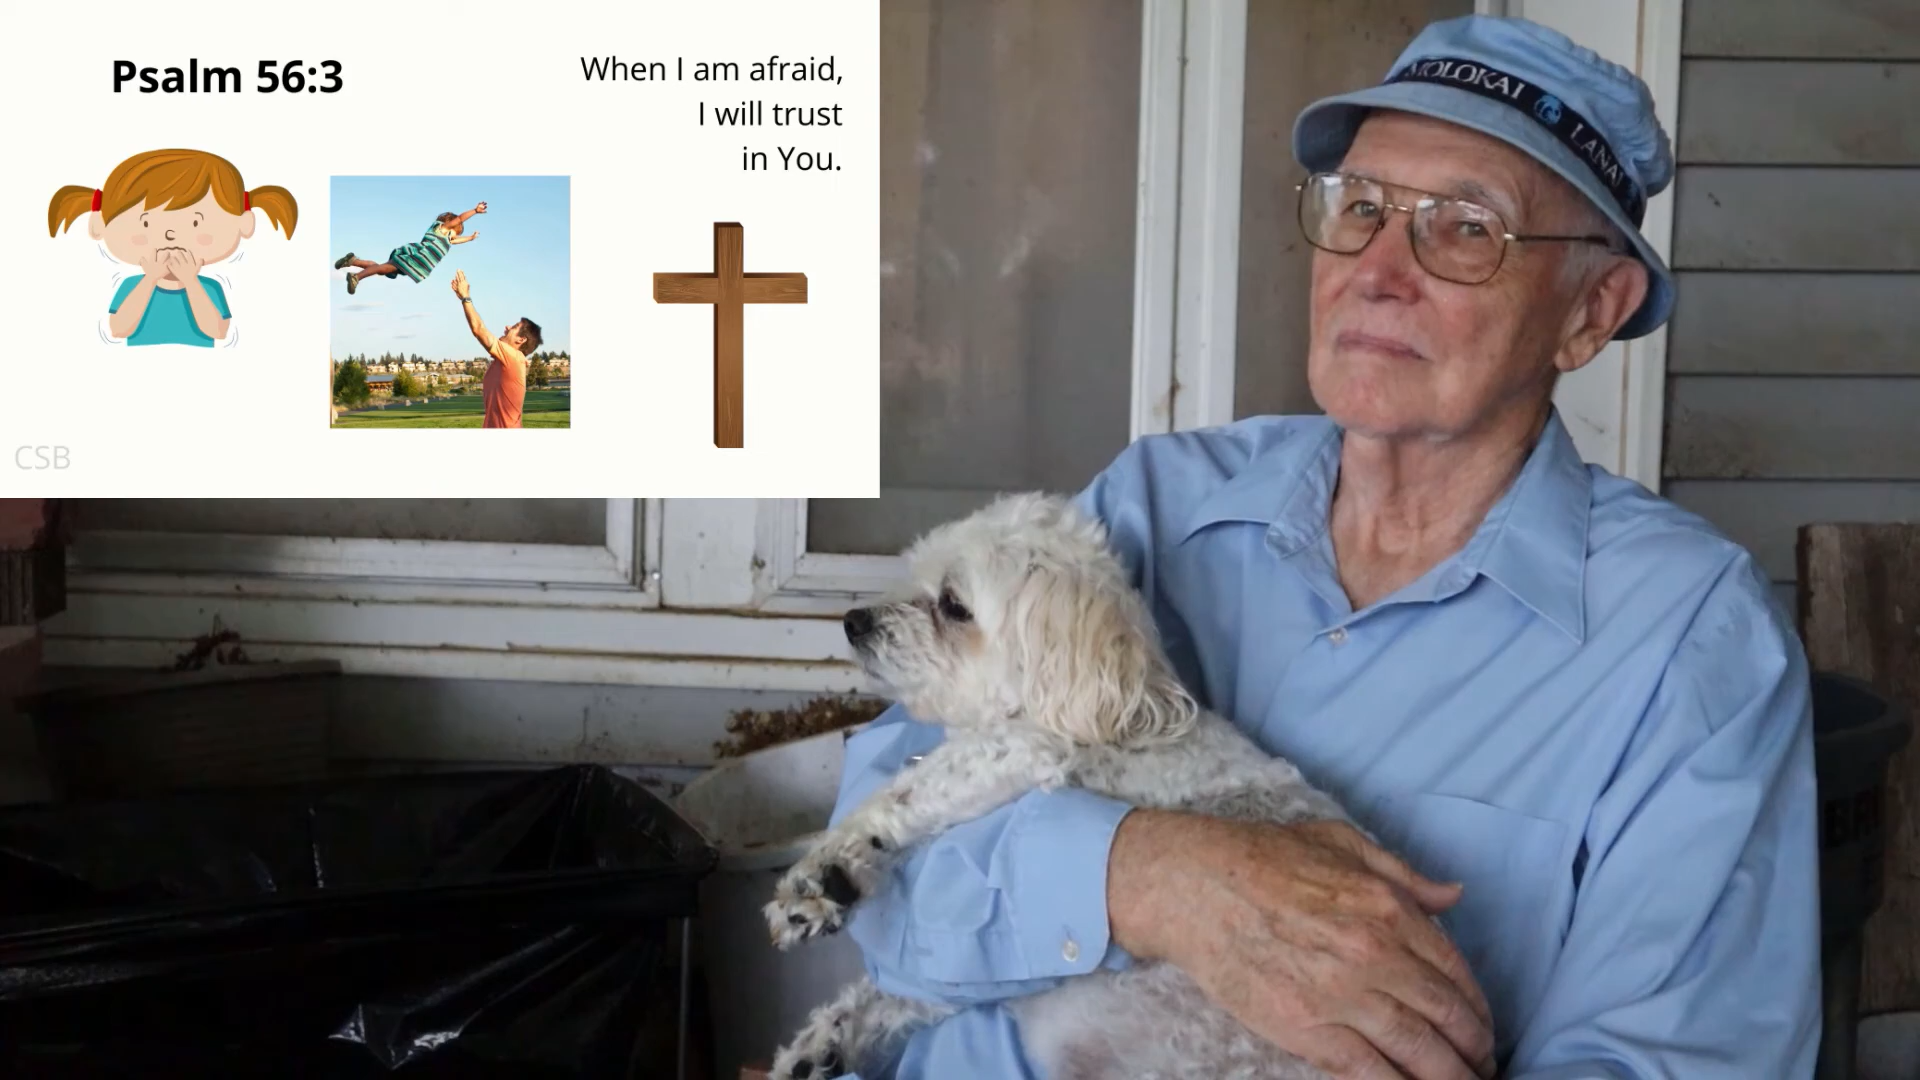 Psalm 56:3
When I am afraid,
I will trust
in You.
CSB
MOLOKAI LANAI